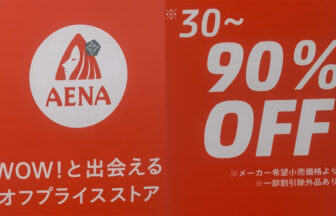 AENA
WOW!と出会える
オフプライスストア
※30~
90%
OFF
※メーカー希望小売価格より
※一部割引除外品あり